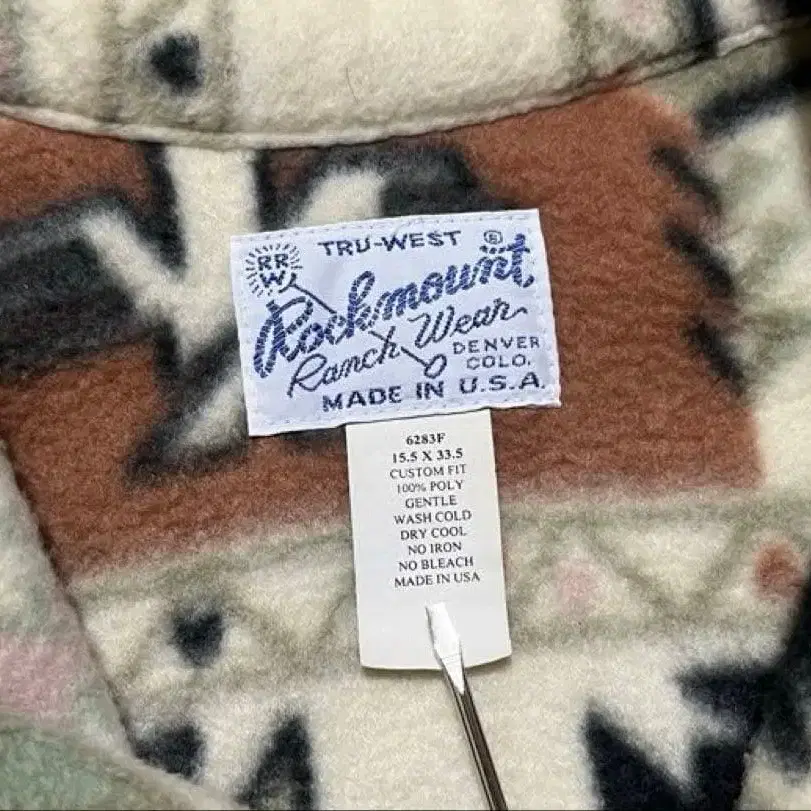 TRU-WEST ®
RR
W
Rockmount
Ranch Wear
DENVER
COLO.
MADE IN U.S.A.
6283F
15.5 X 33.5
CUSTOM FIT
100% POLY
GENTLE
WASH COLD
DRY COOL
NO IRON
NO BLEACH
MADE IN USA